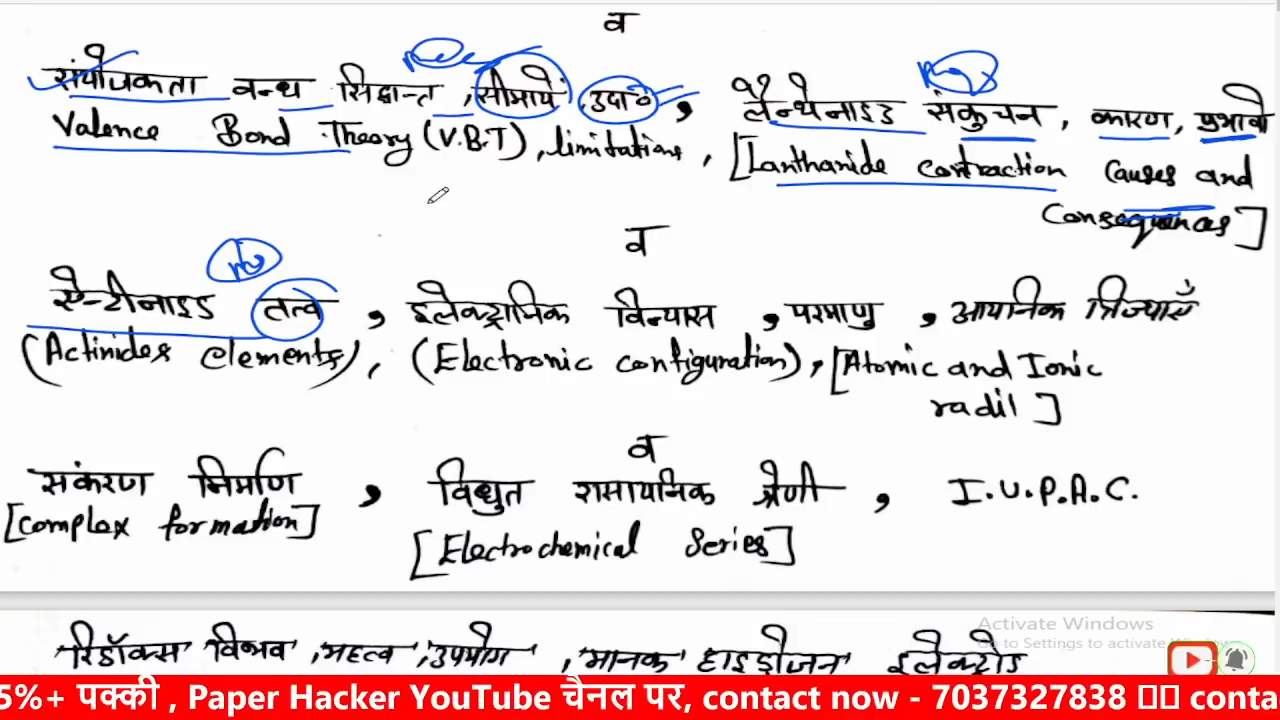 व
संयोजकता बन्ध सिद्धान्त, सीमायें, उदा०, लैन्थेनाइड संकुचन, कारण, प्रभावो
Valence Bond Theory (V.B.T), limitations, [Lanthanide contraction causes and
Consequences]
व
ऐन्टीनाइड तत्व, इलेक्ट्रानिक विन्यास, परमाणु, आयनिक त्रिज्याएँ
(Actinides elements), (Electronic configuration), [Atomic and Ionic
radil]
व
संकरण निर्माण, विधुत रासायनिक श्रेणी, I.U.P.A.C.
[complex formation] [Electrochemical Series]
Activate Windows
Go to Settings to activate Windows.
रिडॉक्स विभव, महत्व, उपयोग, मानक हाइड्रोजन इलेक्ट्रोड
5%+ पक्की , Paper Hacker YouTube चैनल पर, contact now - 7037327838 conta